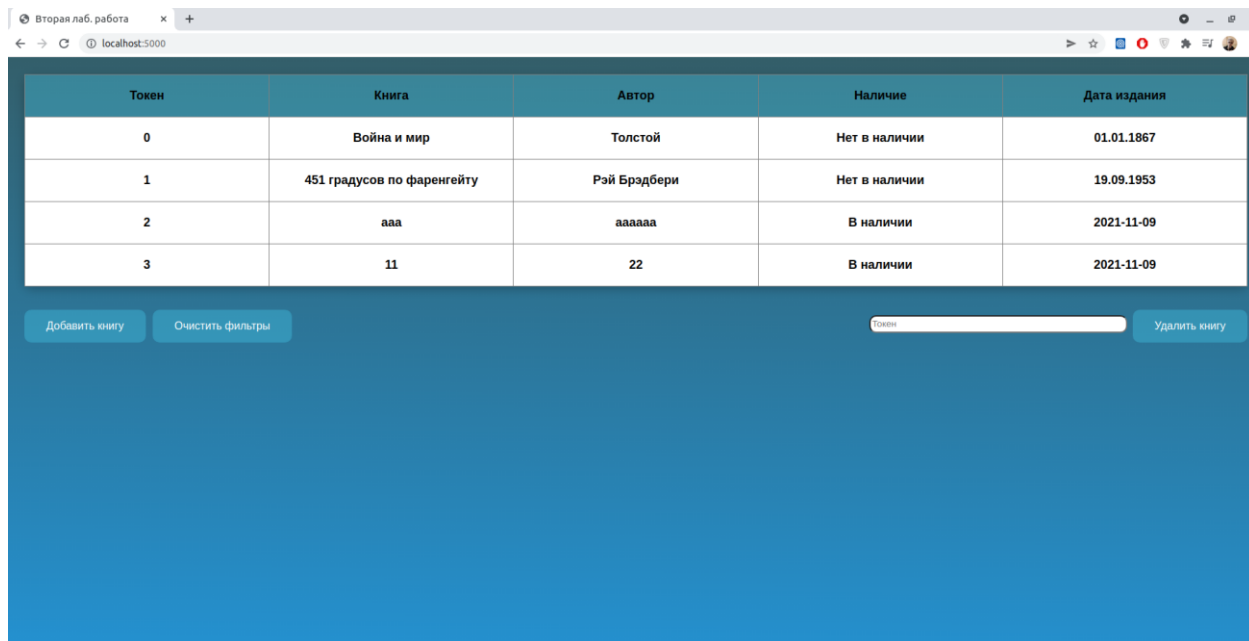 Вторая лаб. работа
localhost:5000
Токен Книга Автор Наличие Дата издания
0 Война и мир Толстой Нет в наличии 01.01.1867
1 451 градусов по фаренгейту Рэй Брэдбери Нет в наличии 19.09.1953
2 ааа аааааа В наличии 2021-11-09
3 11 22 В наличии 2021-11-09
Добавить книгу Очистить фильтры Токен Удалить книгу